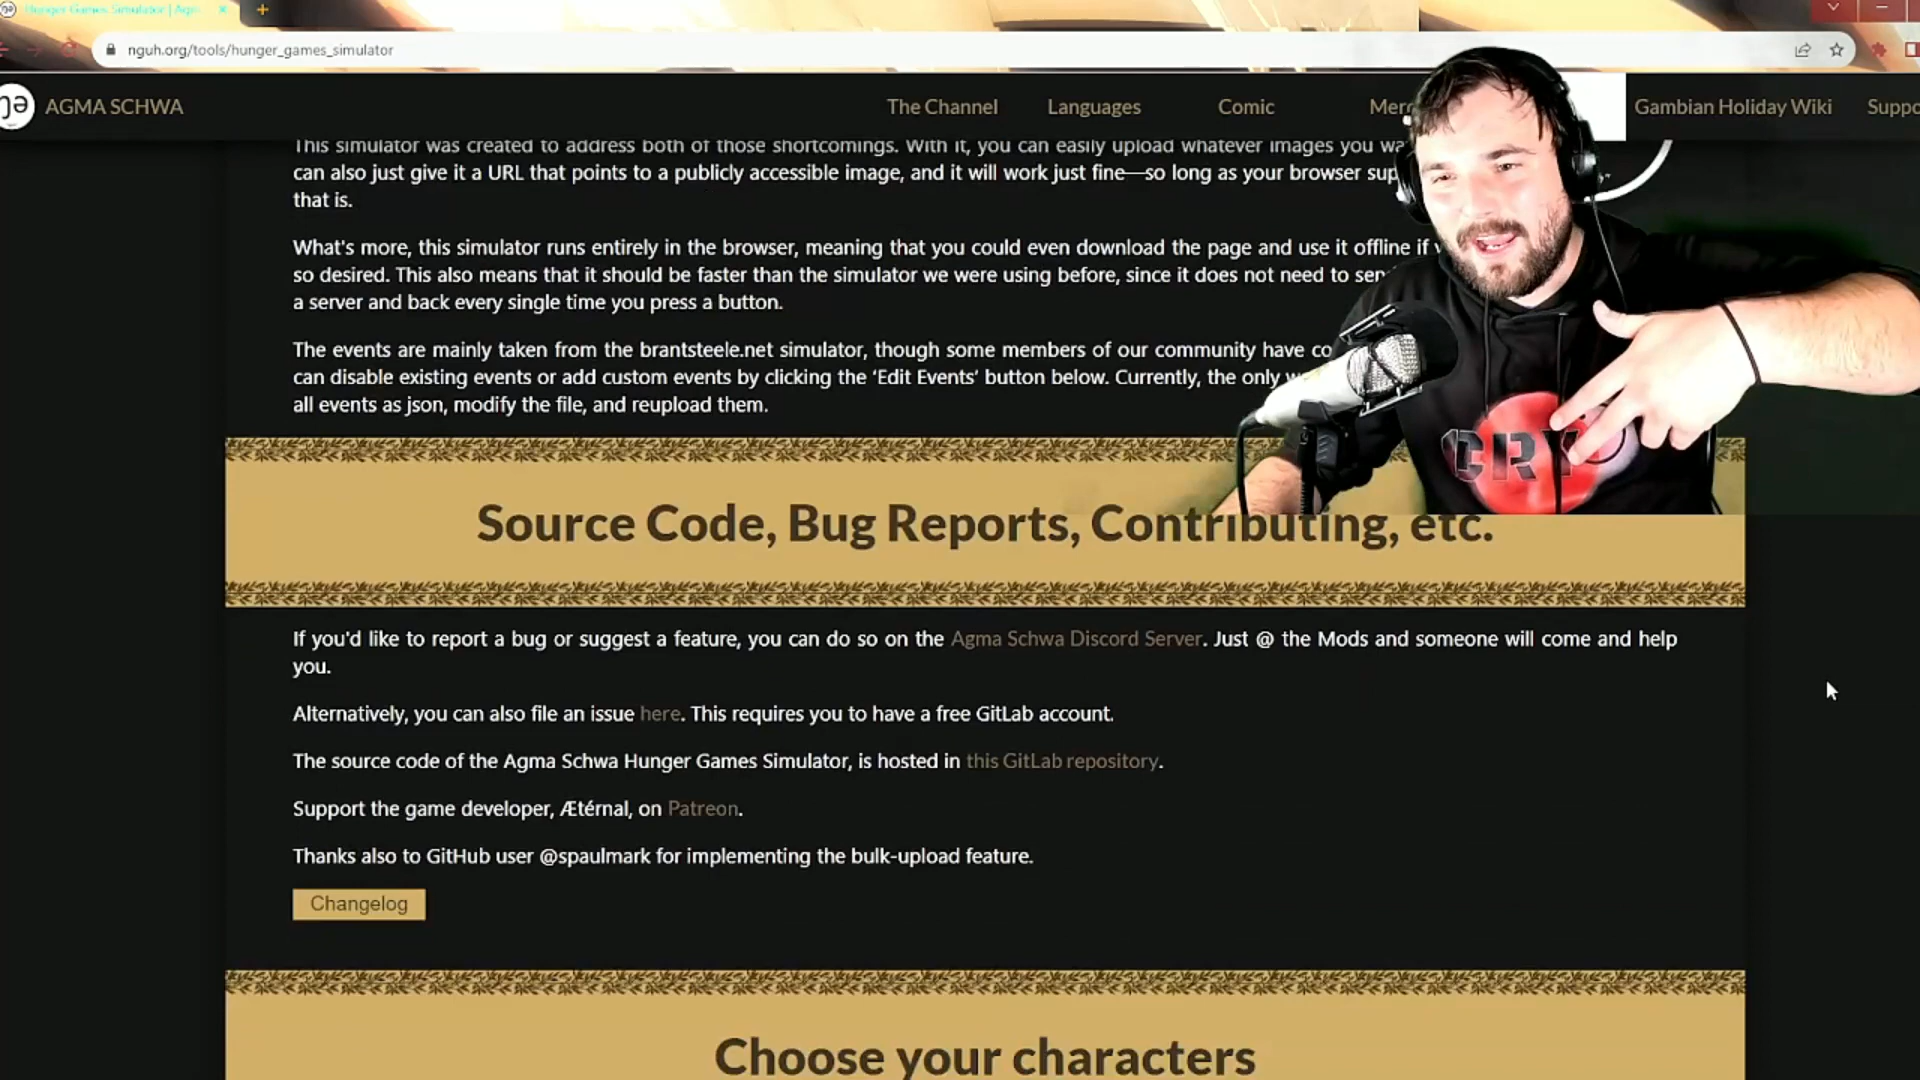 Hunger Games Simulator | Agm
nguh.org/tools/hunger_games_simulator
ŋə AGMA SCHWA The Channel Languages Comic Gambian Holiday Wiki
This simulator was created to address both of those shortcomings. With it, you can easily upload whatever images you
can also just give it a URL that points to a publicly accessible image, and it will work just fine—so long as your browser
that is.
What's more, this simulator runs entirely in the browser, meaning that you could even download the page and use it offline if
so desired. This also means that it should be faster than the simulator we were using before, since it does not need to
a server and back every single time you press a button.
The events are mainly taken from the brantsteele.net simulator, though some members of our community have
can disable existing events or add custom events by clicking the ‘Edit Events’ button below. Currently, the only
all events as json, modify the file, and reupload them.
CRY
Source Code, Bug Reports, Contributing, etc.
If you'd like to report a bug or suggest a feature, you can do so on the Agma Schwa Discord Server. Just @ the Mods and someone will come and help
you.
Alternatively, you can also file an issue here. This requires you to have a free GitLab account.
The source code of the Agma Schwa Hunger Games Simulator, is hosted in this GitLab repository.
Support the game developer, Ætérnal, on Patreon.
Thanks also to GitHub user @spaulmark for implementing the bulk-upload feature.
Changelog
Choose your characters